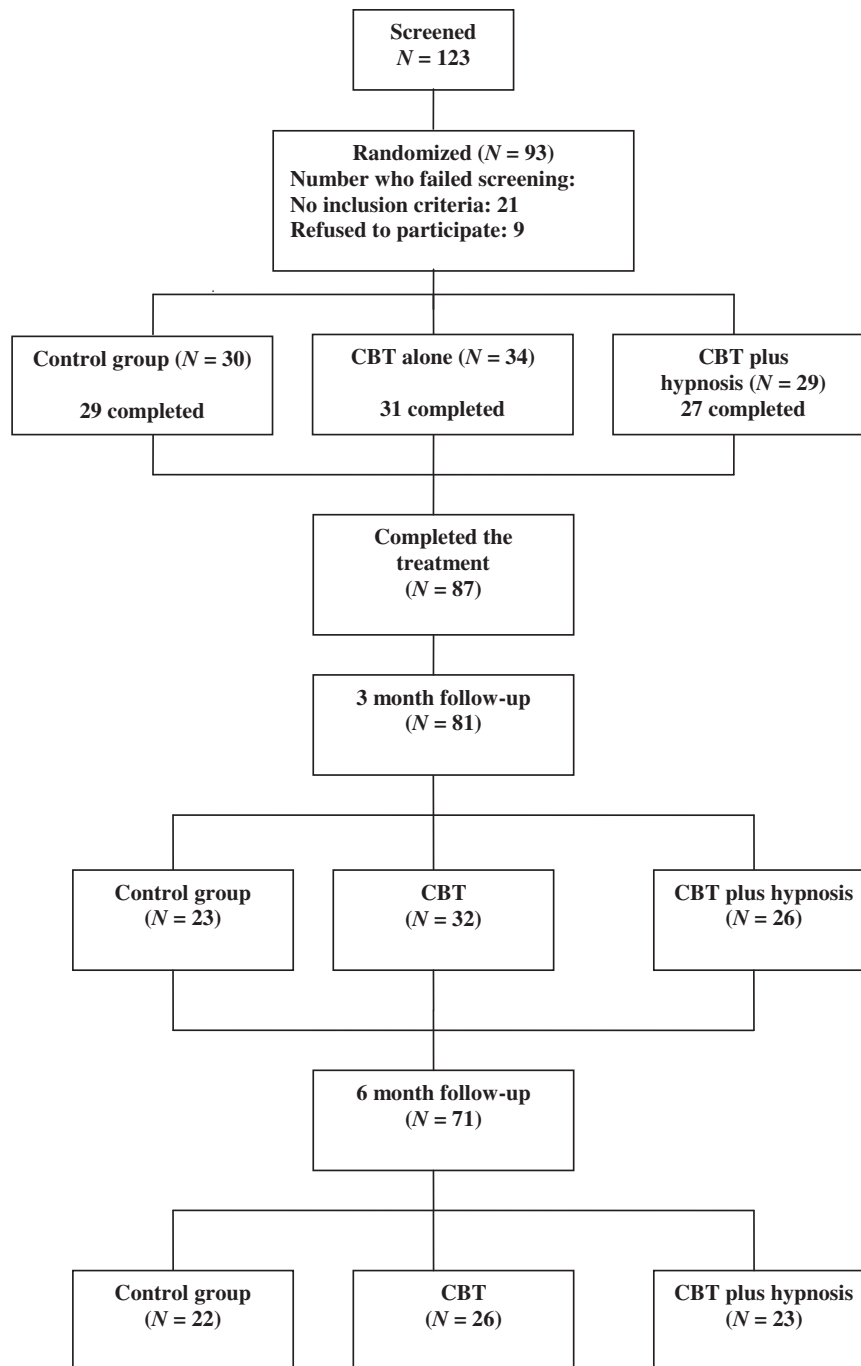 Screened
N = 123
Randomized (N = 93)
Number who failed screening:
No inclusion criteria: 21
Refused to participate: 9
Control group (N = 30)
29 completed
CBT alone (N = 34)
31 completed
CBT plus
hypnosis (N = 29)
27 completed
Completed the
treatment
(N = 87)
3 month follow-up
(N = 81)
Control group
(N = 23)
CBT
(N = 32)
CBT plus hypnosis
(N = 26)
6 month follow-up
(N = 71)
Control group
(N = 22)
CBT
(N = 26)
CBT plus hypnosis
(N = 23)